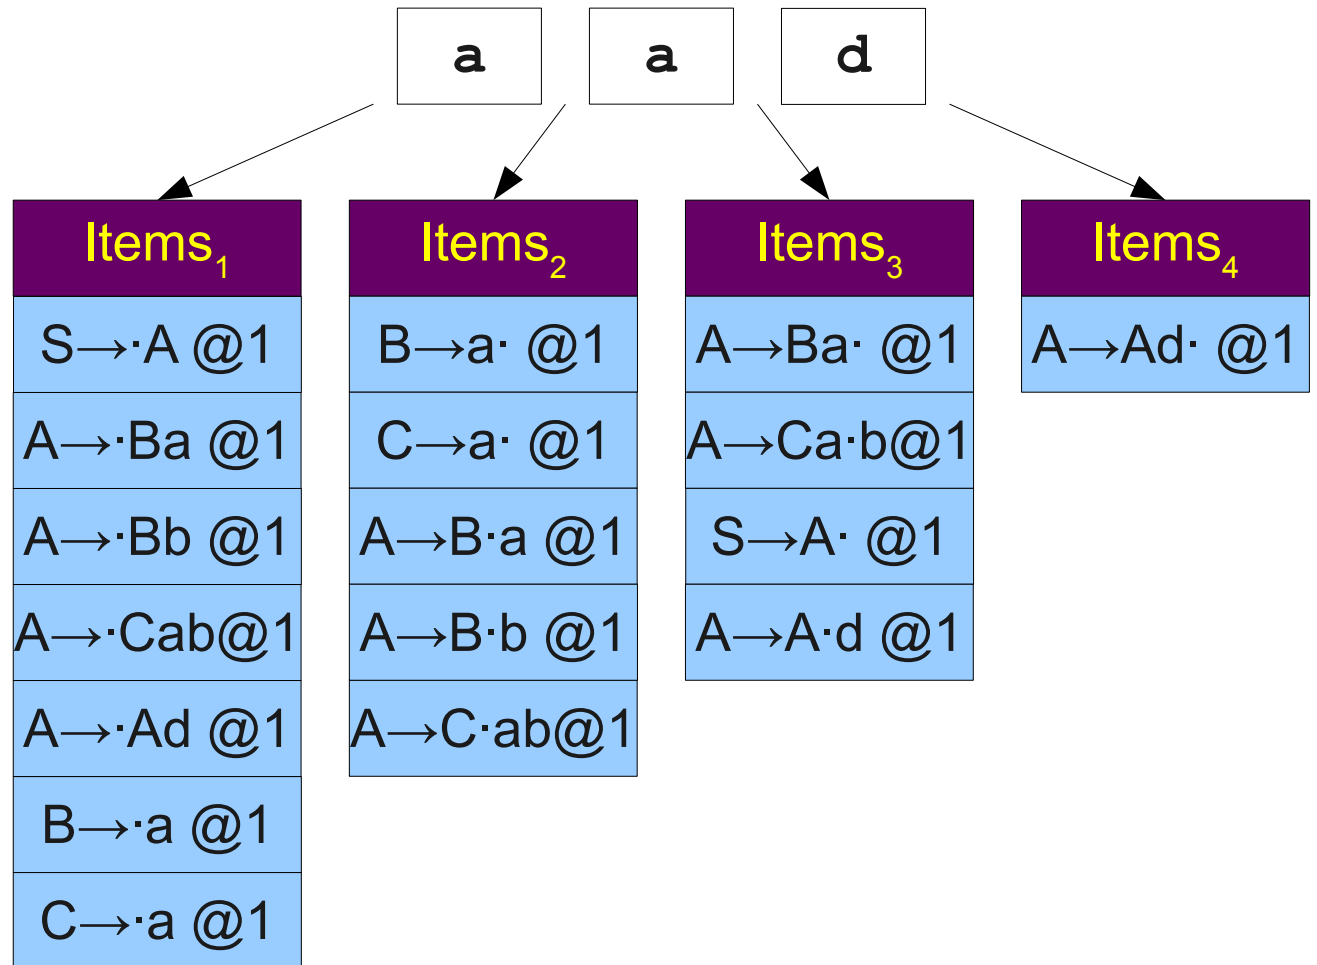 a a d
Items₁
S→·A @1
A→·Ba @1
A→·Bb @1
A→·Cab@1
A→·Ad @1
B→·a @1
C→·a @1
Items₂
B→a· @1
C→a· @1
A→B·a @1
A→B·b @1
A→C·ab@1
Items₃
A→Ba· @1
A→Ca·b@1
S→A· @1
A→A·d @1
Items₄
A→Ad· @1